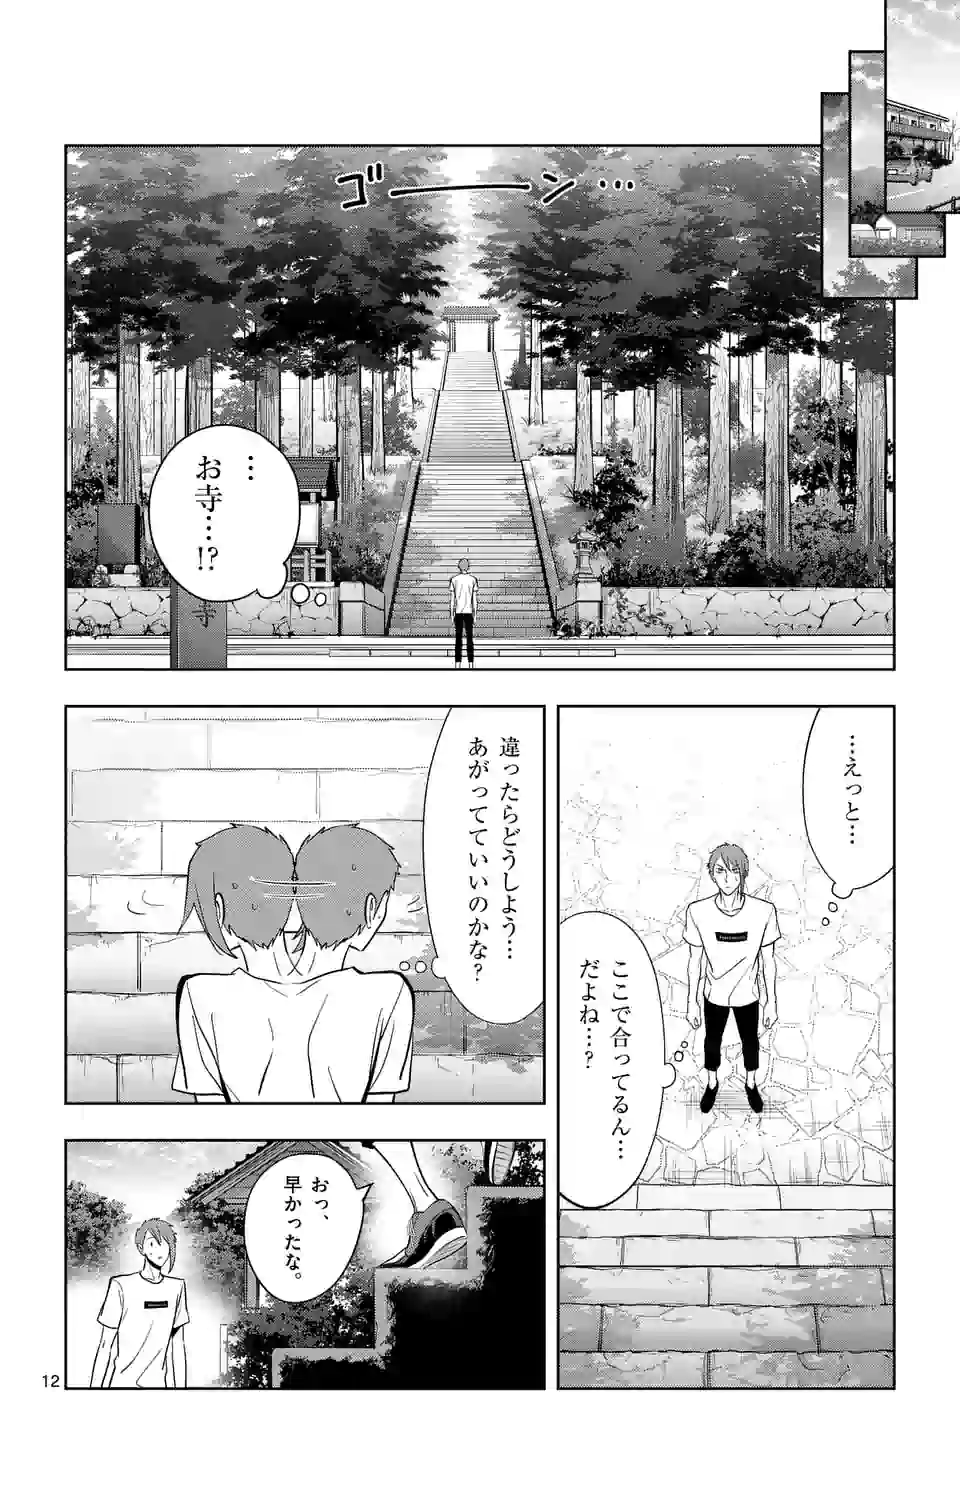 ゴーン…
…
お寺…!?
寺
…えっと…
ここで合ってるん…
だよね…?
違ったらどうしよう…
あがってていいのかな?
おっ、
早かったな。
12